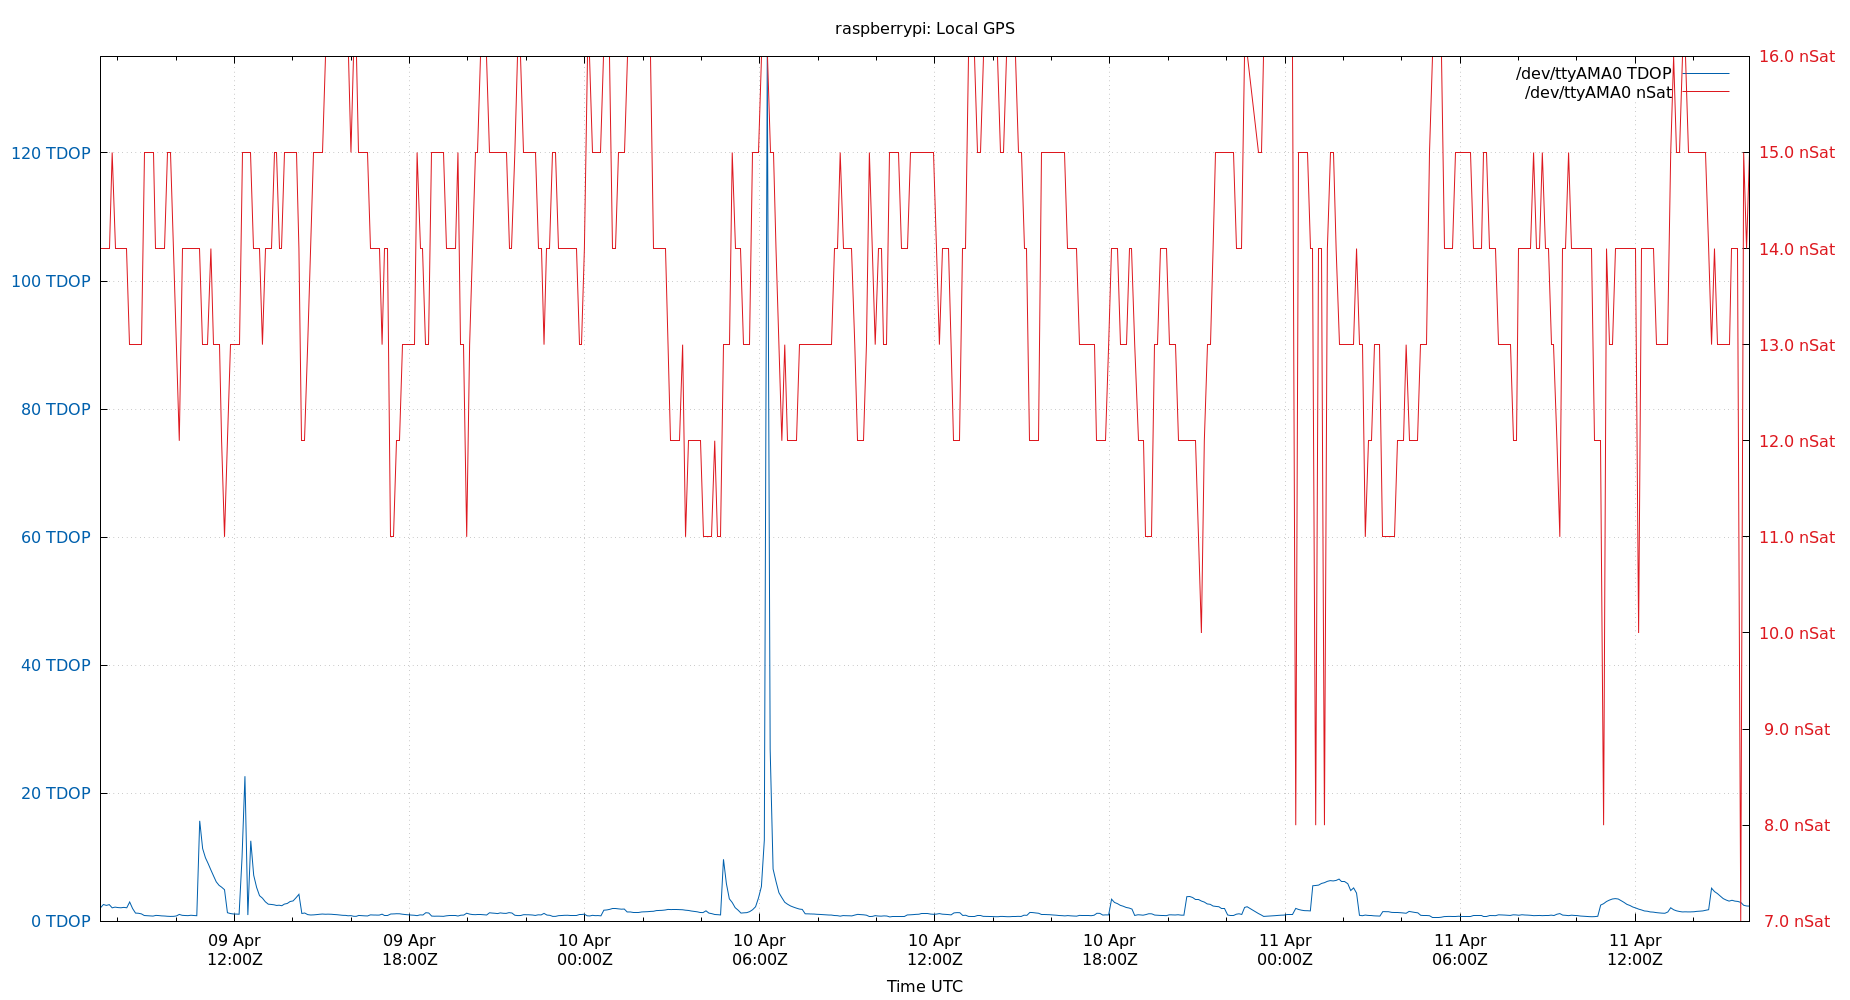 raspberrypi: Local GPS
/dev/ttyAMA0 TDOP
/dev/ttyAMA0 nSat
120 TDOP
100 TDOP
80 TDOP
60 TDOP
40 TDOP
20 TDOP
0 TDOP
16.0 nSat
15.0 nSat
14.0 nSat
13.0 nSat
12.0 nSat
11.0 nSat
10.0 nSat
9.0 nSat
8.0 nSat
7.0 nSat
09 Apr
12:00Z
09 Apr
18:00Z
10 Apr
00:00Z
10 Apr
06:00Z
10 Apr
12:00Z
10 Apr
18:00Z
11 Apr
00:00Z
11 Apr
06:00Z
11 Apr
12:00Z
Time UTC